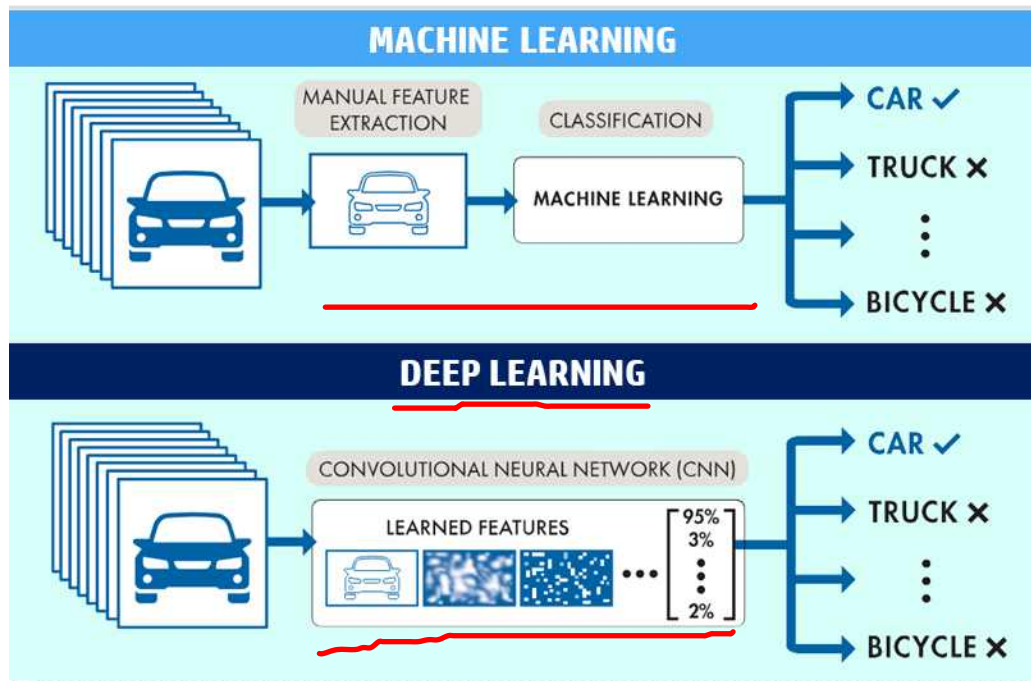 MACHINE LEARNING
MANUAL FEATURE
EXTRACTION
CLASSIFICATION
MACHINE LEARNING
CAR ✓
TRUCK ✕
⋮
BICYCLE ✕
DEEP LEARNING
CONVOLUTIONAL NEURAL NETWORK (CNN)
LEARNED FEATURES
•••
95%
3%
⋮
2%
CAR ✓
TRUCK ✕
⋮
BICYCLE ✕